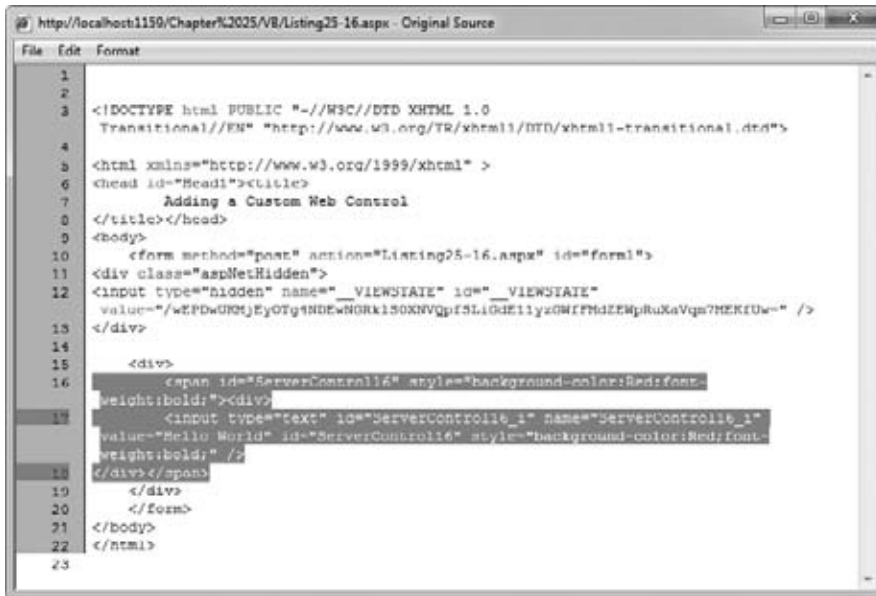 http://localhost:1159/Chapter%2025/VB/Listing25-16.aspx - Original Source
File Edit Format
1
2
3 <!DOCTYPE html PUBLIC "-//W3C//DTD XHTML 1.0
Transitional//EN" "http://www.w3.org/TR/xhtml1/DTD/xhtml1-transitional.dtd">
4
5 <html xmlns="http://www.w3.org/1999/xhtml" >
6 <head id="Head1"><title>
7 Adding a Custom Web Control
8 </title></head>
9 <body>
10 <form method="post" action="Listing25-16.aspx" id="form1">
11 <div class="aspNetHidden">
12 <input type="hidden" name="__VIEWSTATE" id="__VIEWSTATE"
value= />
13 </div>
14
15 <div>
16 <span id="ServerControl16" style="background-color:Red;font-
weight:bold;"><div>
17 <input type="text" id="ServerControl16_i" name="ServerControl16_i"
value="Hello World" id="ServerControl16" style="background-color:Red;font-
weight:bold;" />
18 </div></span>
19 </div>
20 </form>
21 </body>
22 </html>
23